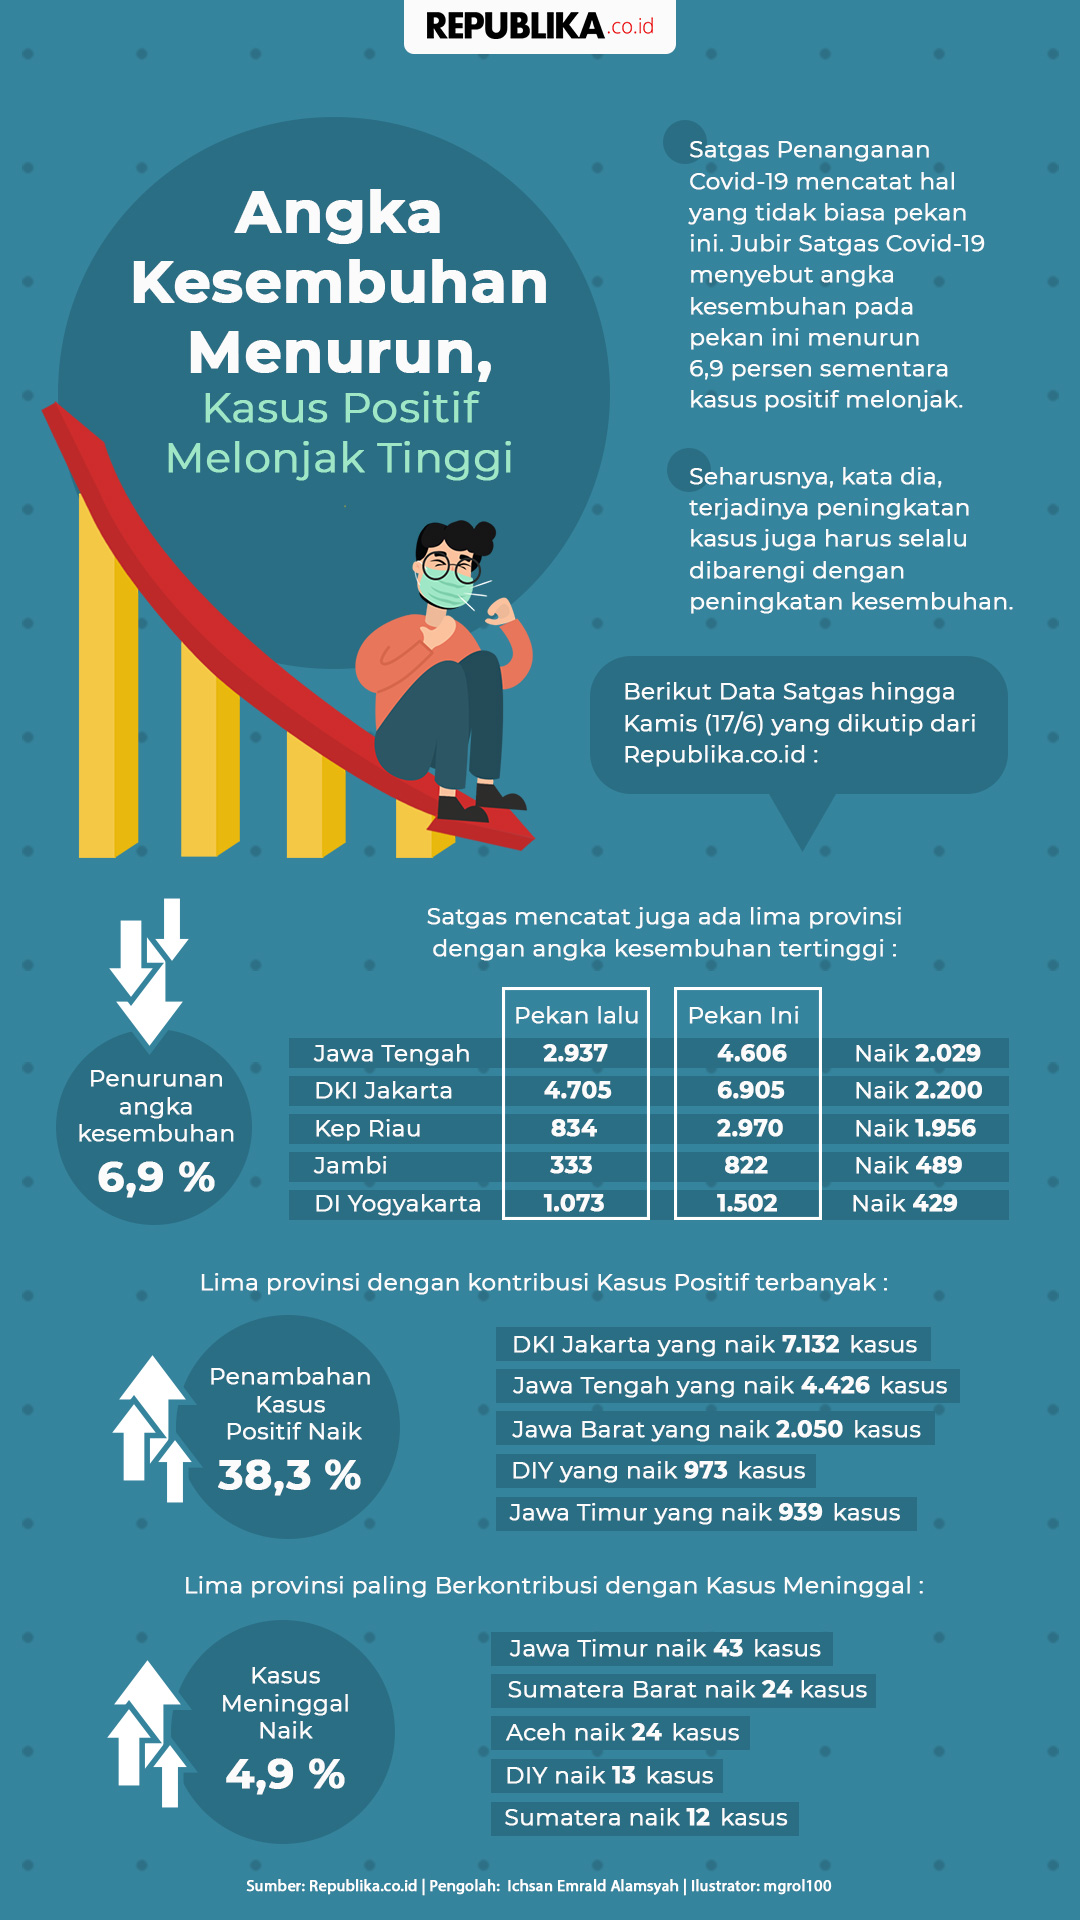 REPUBLIKA.co.id
Angka
Kesembuhan
Menurun,
Kasus Positif
Melonjak Tinggi
Satgas Penanganan
Covid-19 mencatat hal
yang tidak biasa pekan
ini. Jubir Satgas Covid-19
menyebut angka
kesembuhan pada
pekan ini menurun
6,9 persen sementara
kasus positif melonjak.
Seharusnya, kata dia,
terjadinya peningkatan
kasus juga harus selalu
dibarengi dengan
peningkatan kesembuhan.
Berikut Data Satgas hingga
Kamis (17/6) yang dikutip dari
Republika.co.id :
Penurunan
angka
kesembuhan
6,9 %
Satgas mencatat juga ada lima provinsi
dengan angka kesembuhan tertinggi :
Pekan lalu Pekan Ini
Jawa Tengah 2.937 4.606 Naik 2.029
DKI Jakarta 4.705 6.905 Naik 2.200
Kep Riau 834 2.970 Naik 1.956
Jambi 333 822 Naik 489
DI Yogyakarta 1.073 1.502 Naik 429
Lima provinsi dengan kontribusi Kasus Positif terbanyak :
Penambahan
Kasus
Positif Naik
38,3 %
DKI Jakarta yang naik 7.132 kasus
Jawa Tengah yang naik 4.426 kasus
Jawa Barat yang naik 2.050 kasus
DIY yang naik 973 kasus
Jawa Timur yang naik 939 kasus
Lima provinsi paling Berkontribusi dengan Kasus Meninggal :
Kasus
Meninggal
Naik
4,9 %
Jawa Timur naik 43 kasus
Sumatera Barat naik 24 kasus
Aceh naik 24 kasus
DIY naik 13 kasus
Sumatera naik 12 kasus
Sumber: Republika.co.id | Pengolah: Ichsan Emrald Alamsyah | Ilustrator: mgrol100